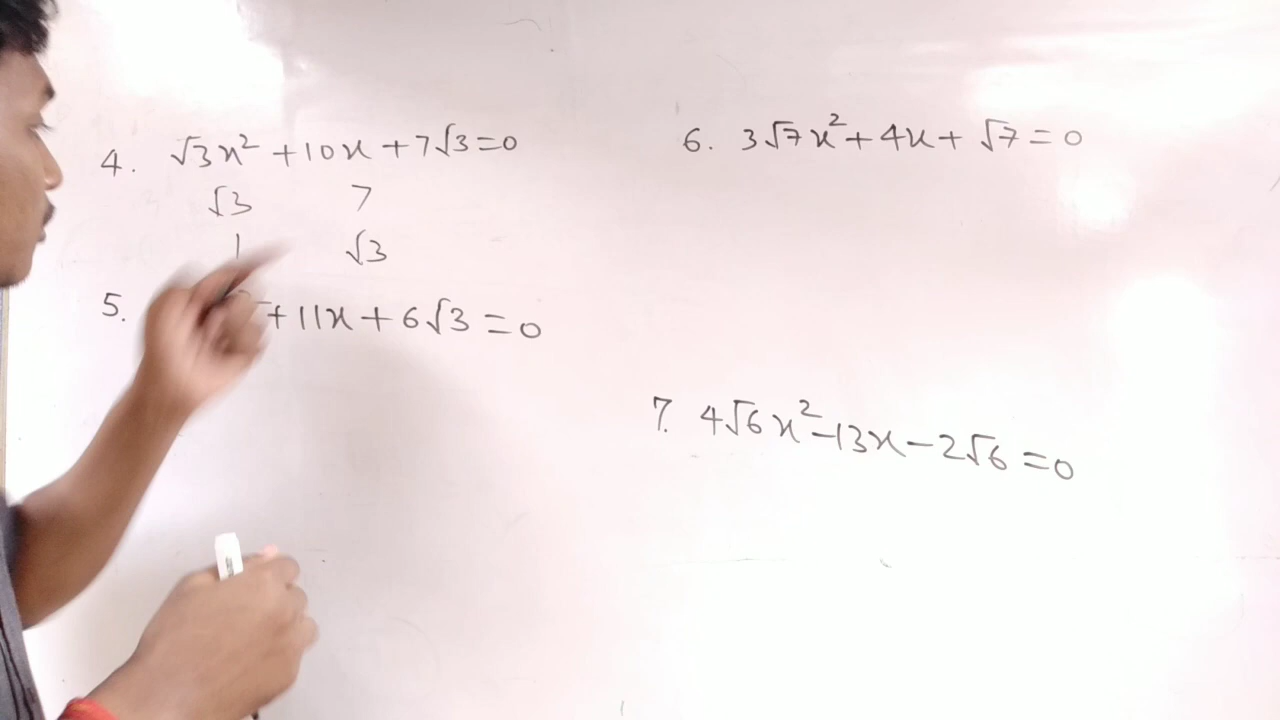 4. √3x² + 10x + 7√3 = 0
√3 7
1 √3
5. + 11x + 6√3 = 0
6. 3√7x² + 4x + √7 = 0
7. 4√6x² - 13x - 2√6 = 0